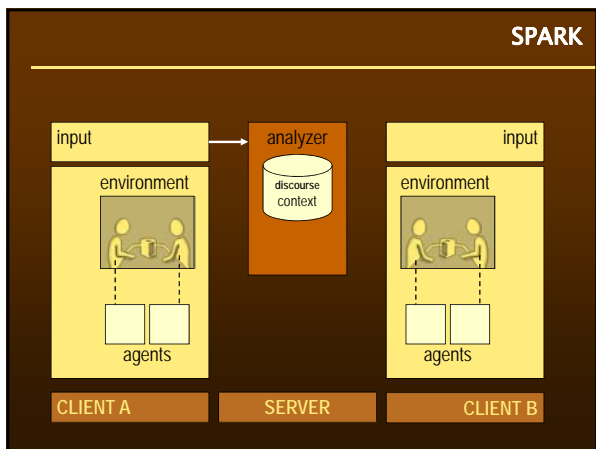 SPARK
input
analyzer
input
discourse
context
environment
environment
agents
agents
CLIENT A
SERVER
CLIENT B